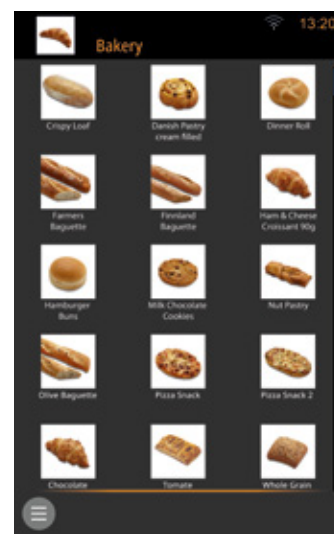 13:20
Bakery
Crispy Loaf
Danish Pastry
cream filled
Dinner Roll
Farmers
Baguette
Finnland
Baguette
Ham & Cheese
Croissant 90g
Hamburger
Buns
Milk Chocolate
Cookies
Nut Pastry
Olive Baguette
Pizza Snack
Pizza Snack 2
Chocolate
Tomate
Whole Grain